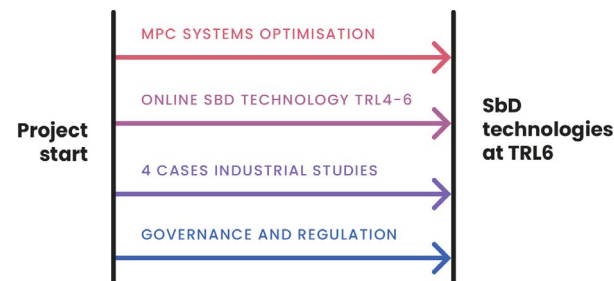 MPC SYSTEMS OPTIMISATION
ONLINE SBD TECHNOLOGY TRL4-6
Project
start
SbD
technologies
at TRL6
4 CASES INDUSTRIAL STUDIES
GOVERNANCE AND REGULATION